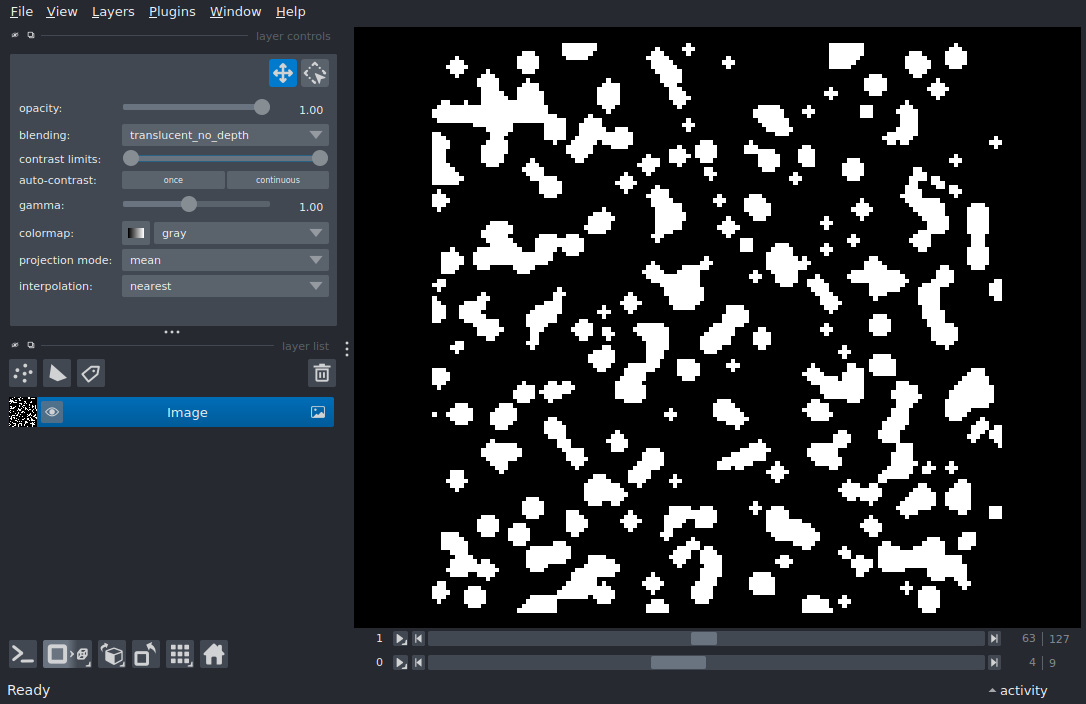 File View Layers Plugins Window Help
layer controls
opacity: 1.00
blending: translucent_no_depth
contrast limits:
auto-contrast: once continuous
gamma: 1.00
colormap: gray
projection mode: mean
interpolation: nearest
layer list
Image
1 63 127
0 4 9
Ready activity